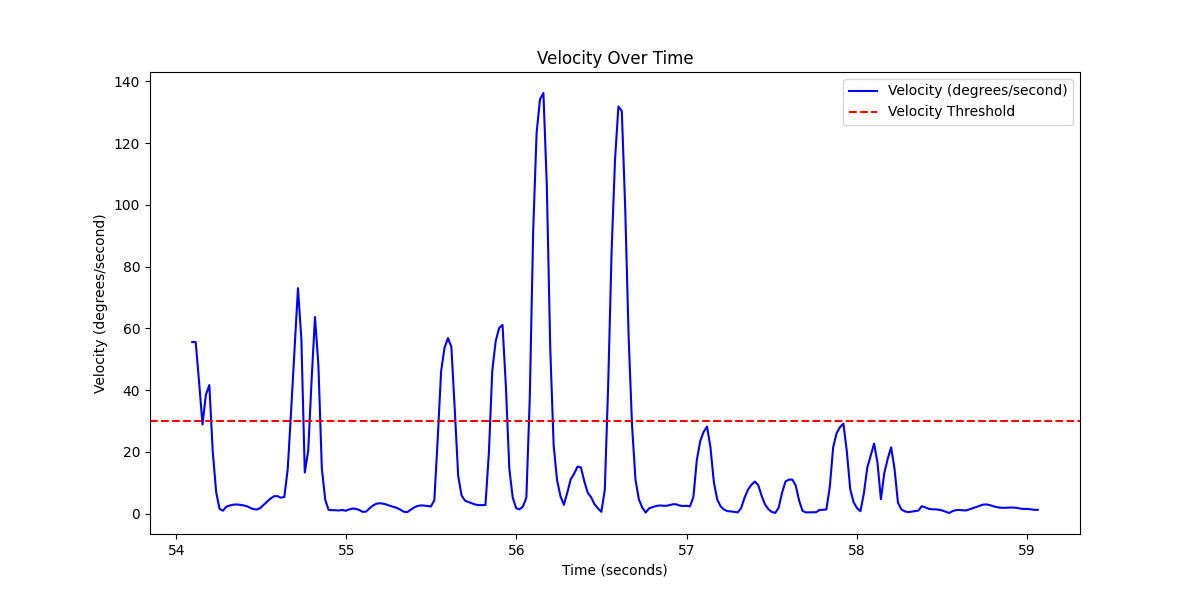 Velocity Over Time
Velocity (degrees/second)
Velocity Threshold
140
120
100
80
60
40
20
0
Velocity (degrees/second)
54
55
56
57
58
59
Time (seconds)